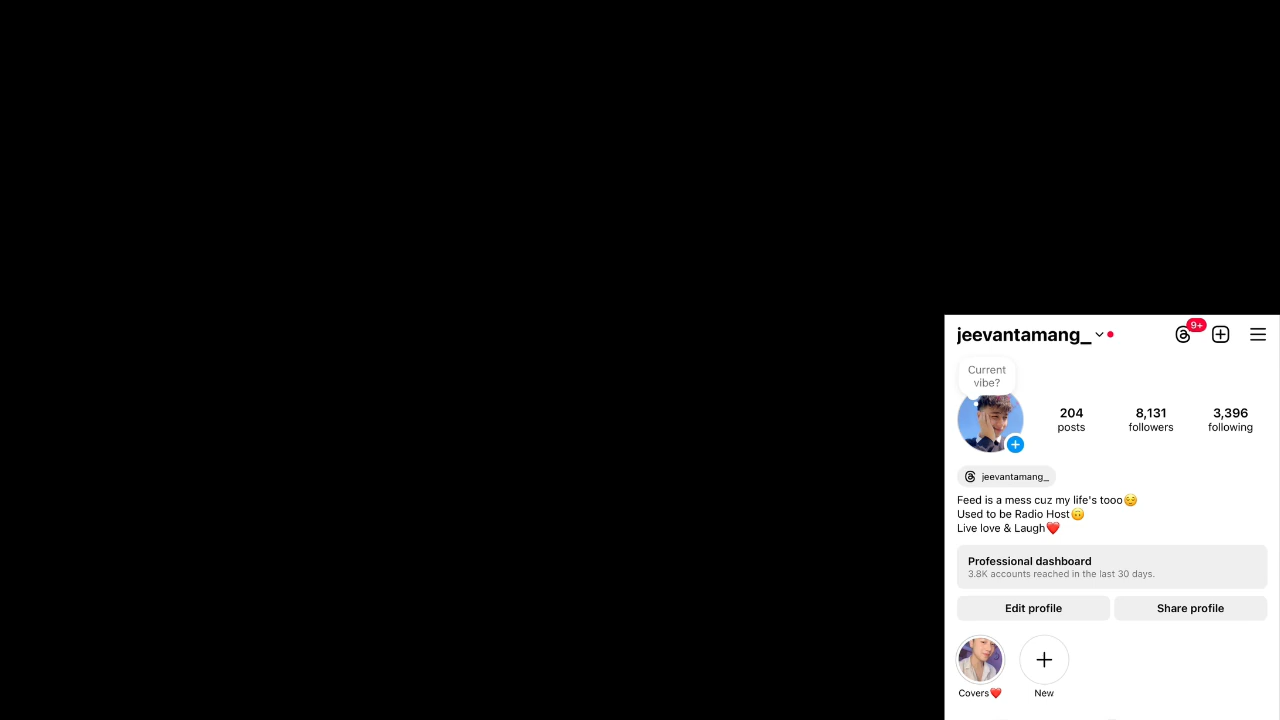 jeevantamang_
9+
Current
vibe?
204
posts
8,131
followers
3,396
following
jeevantamang_
Feed is a mess cuz my life's tooo😌
Used to be Radio Host🙃
Live love & Laugh❤️
Professional dashboard
3.8K accounts reached in the last 30 days.
Edit profile
Share profile
Covers❤️
New